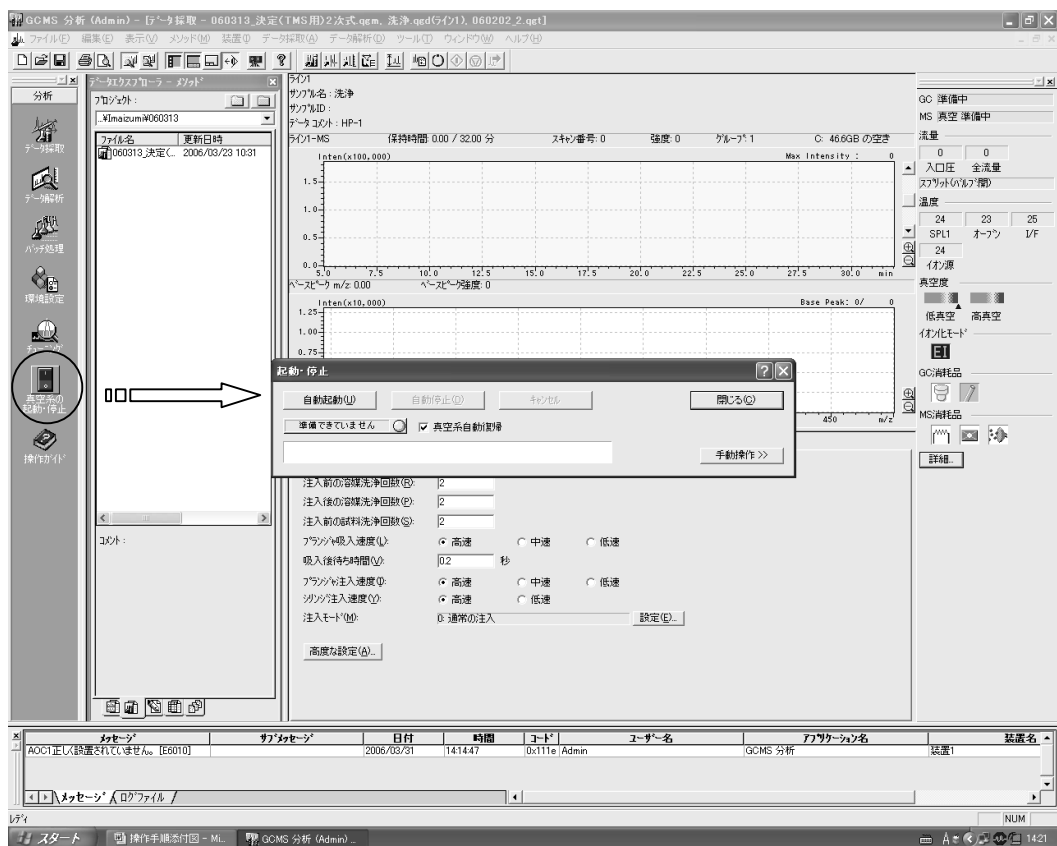 GCMS 分析 (Admin) - [データ採取 - 060313_決定(TMS用)2次式.qgm, 洗浄.qgd(ライン1), 060202_2.qgt]
ファイル(F) 編集(E) 表示(V) メソッド(M) 装置(I) データ採取(A) データ解析(D) ツール(T) ウィンドウ(W) ヘルプ(H)
分析
データ採取
データ解析
バッチ処理
環境設定
チューニング
真空系の
起動・停止
操作ガイド
データエクスプローラ - メソッド
プロジェクト:
..¥Imaizumi¥060313
ファイル名 更新日時
060313_決定(... 2006/03/23 10:31
コメント:
ライン1
サンプル名: 洗浄
サンプルID:
データコメント: HP-1
ライン1-MS 保持時間: 0.00 / 32.00 分 スキャン番号: 0 強度: 0 グループ: 1 C: 46.6GB の空き
Inten(x100,000) Max Intensity : 0
1.5
1.0
0.5
0.0
5.0 7.5 10.0 12.5 15.0 17.5 20.0 22.5 25.0 27.5 30.0 min
ベースピーク m/z: 0.00 ベースピーク強度: 0
Inten(x10,000) Base Peak: 0/ 0
1.25
1.00
0.75
450 m/z
起動・停止
自動起動(U) 自動停止(D) キャンセル 閉じる(C)
準備できていません 真空系自動復帰
手動操作 >>
注入前の溶媒洗浄回数(R): 2
注入後の溶媒洗浄回数(P): 2
注入前の試料洗浄回数(S): 2
プランジャ吸入速度(L): 高速 中速 低速
吸入後待ち時間(V): 0.2 秒
プランジャ注入速度(I): 高速 中速 低速
シリンジ注入速度(Y): 高速 低速
注入モード(M): 0: 通常の注入 設定(E)...
高度な設定(A)...
GC 準備中
MS 真空 準備中
流量
0 0
入口圧 全流量
スプリット(バルブ:開)
温度
24 23 25
SPL1 オーブン I/F
24
イオン源
真空度
低真空 高真空
イオン化モード
EI
GC消耗品
MS消耗品
詳細...
メッセージ サブメッセージ 日付 時間 コード ユーザー名 アプリケーション名 装置名
AOC1正しく設置されていません。 [E6010] 2006/03/31 14:14:47 0x111e Admin GCMS 分析 装置1
メッセージ ログファイル
レディ NUM
スタート 操作手順添付図 - Mi... GCMS 分析 (Admin) ... A 14:21